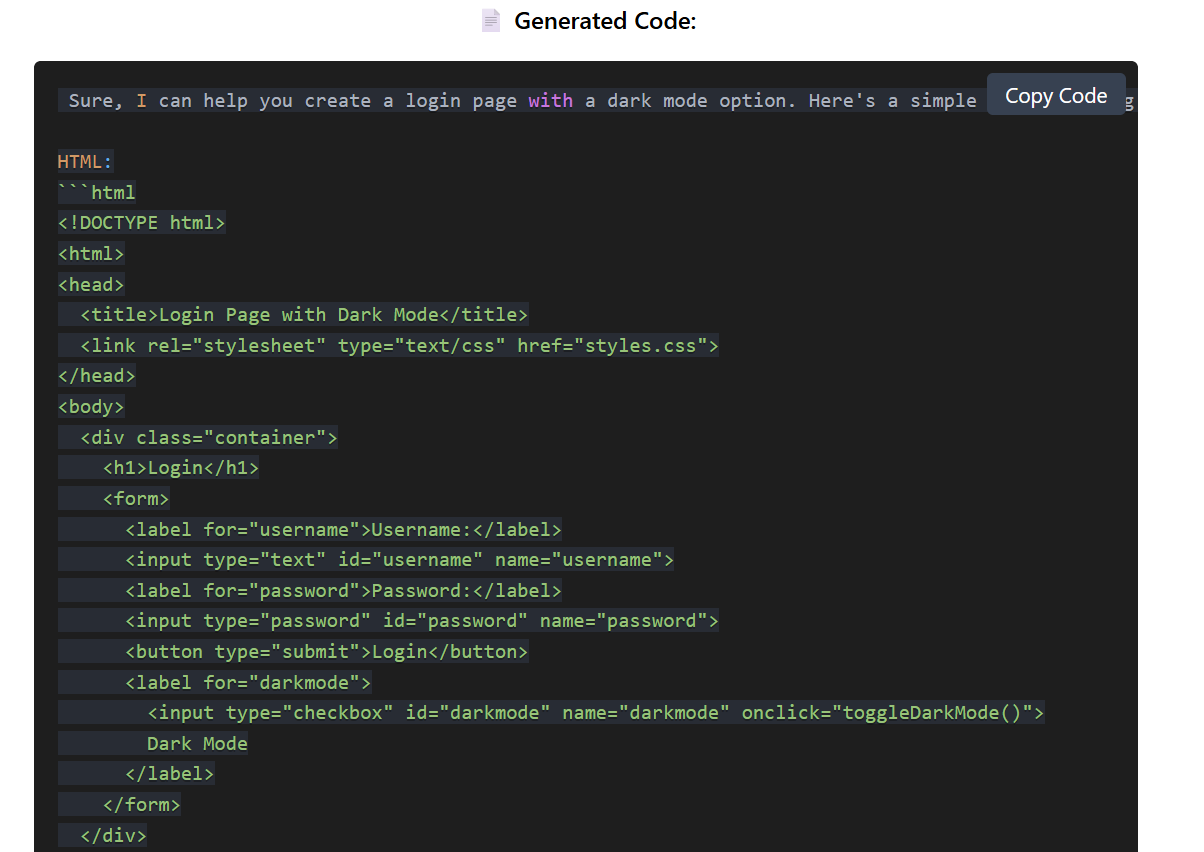 Generated Code:
Copy Code
Sure, I can help you create a login page with a dark mode option. Here's a simple
HTML:
```html
<!DOCTYPE html>
<html>
<head>
  <title>Login Page with Dark Mode</title>
  <link rel="stylesheet" type="text/css" href="styles.css">
</head>
<body>
  <div class="container">
    <h1>Login</h1>
    <form>
      <label for="username">Username:</label>
      <input type="text" id="username" name="username">
      <label for="password">Password:</label>
      <input type="password" id="password" name="password">
      <button type="submit">Login</button>
      <label for="darkmode">
        <input type="checkbox" id="darkmode" name="darkmode" onclick="toggleDarkMode()">
        Dark Mode
      </label>
    </form>
  </div>